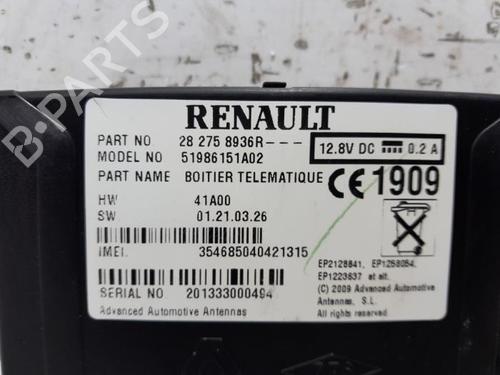 RENAULT
PART NO 28 275 8936R---
MODEL NO 51986151A02
12.8V DC 0.2 A
PART NAME BOITIER TELEMATIQUE
CE 1909
HW 41A00
SW 01.21.03.26
IMEI. 354685040421315
SERIAL NO 201333000494
Advanced Automotive Antennas
EP2128841, EP1258054,
EP1223637 et alt.
(C) 2009 Advanced Automotive
Antennas, S.L.
All rights reserved.
B-PARTS